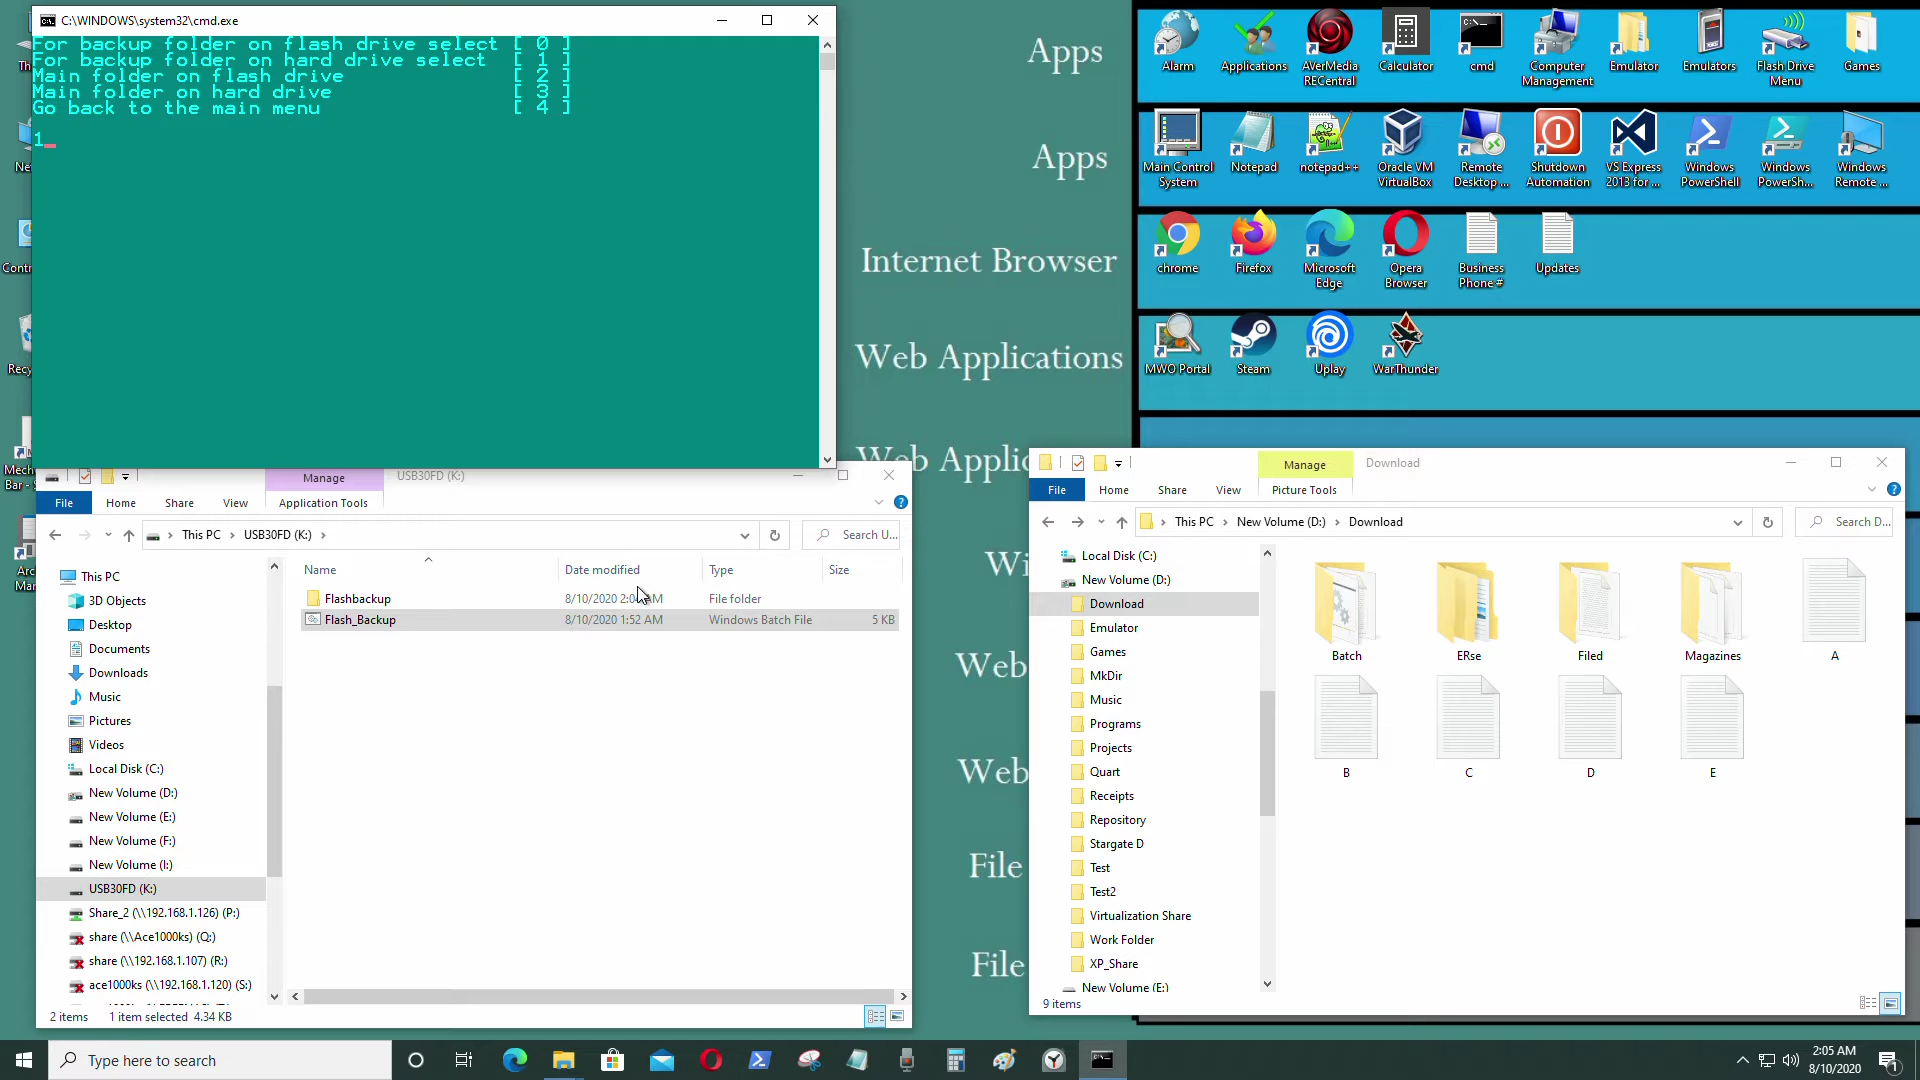 C:\WINDOWS\system32\cmd.exe
For backup folder on flash drive select [ 0 ]
For backup folder on hard drive select [ 1 ]
Main folder on flash drive [ 2 ]
Main folder on hard drive [ 3 ]
Go back to the main menu [ 4 ]
1
Apps
Apps
Internet Browser
Web Applications
Alarm
Applications
AVerMedia RECentral
Calculator
cmd
Computer Management
Emulator
Emulators
Flash Drive Menu
Games
Main Control System
Notepad
notepad++
Oracle VM VirtualBox
Remote Desktop ...
Shutdown Automation
VS Express 2013 for ...
Windows PowerShell
Windows PowerSh...
Windows Remote ...
chrome
Firefox
Microsoft Edge
Opera Browser
Business Phone #
Updates
MWO Portal
Steam
Uplay
WarThunder
Manage
USB30FD (K:)
File
Home
Share
View
Application Tools
This PC
USB30FD (K:)
Search U...
Name
Date modified
Type
Size
Flashbackup
File folder
Flash_Backup
8/10/2020 1:52 AM
Windows Batch File
5 KB
This PC
3D Objects
Desktop
Documents
Downloads
Music
Pictures
Videos
Local Disk (C:)
New Volume (D:)
New Volume (E:)
New Volume (F:)
New Volume (I:)
USB30FD (K:)
Share_2 (\\192.168.1.126) (P:)
share (\\Ace1000ks) (Q:)
share (\\192.168.1.107) (R:)
ace1000ks (\\192.168.1.120) (S:)
2 items
1 item selected 4.34 KB
Manage
Download
File
Home
Share
View
Picture Tools
This PC
New Volume (D:)
Download
Search D...
Local Disk (C:)
New Volume (D:)
Download
Emulator
Games
MkDir
Music
Programs
Projects
Quart
Receipts
Repository
Stargate D
Test
Test2
Virtualization Share
Work Folder
XP_Share
New Volume (E:)
Batch
ERse
Filed
Magazines
A
B
C
D
E
9 items
Web
Web
File
File
Type here to search
2:05 AM
8/10/2020
1